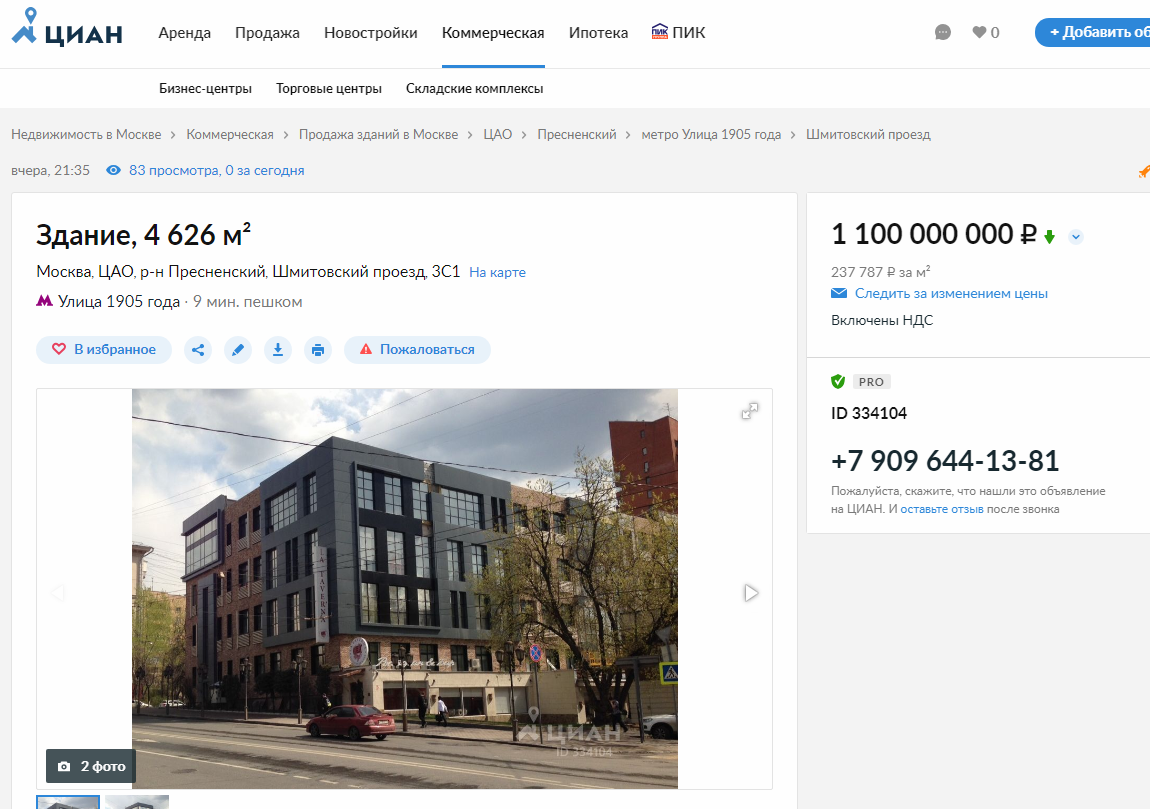 ЦИАН
Аренда Продажа Новостройки Коммерческая Ипотека ПИК ПИК 0 + Добавить об
Бизнес-центры Торговые центры Складские комплексы
Недвижимость в Москве > Коммерческая > Продажа зданий в Москве > ЦАО > Пресненский > метро Улица 1905 года > Шмитовский проезд
вчера, 21:35 83 просмотра, 0 за сегодня
Здание, 4 626 м²
Москва, ЦАО, р-н Пресненский, Шмитовский проезд, 3С1 На карте
Улица 1905 года · 9 мин. пешком
В избранное Пожаловаться
TAVERNA
ЦИАН
ID 334104
2 фото
1 100 000 000 ₽
237 787 ₽ за м²
Следить за изменением цены
Включены НДС
PRO
ID 334104
+7 909 644-13-81
Пожалуйста, скажите, что нашли это объявление
на ЦИАН. И оставьте отзыв после звонка